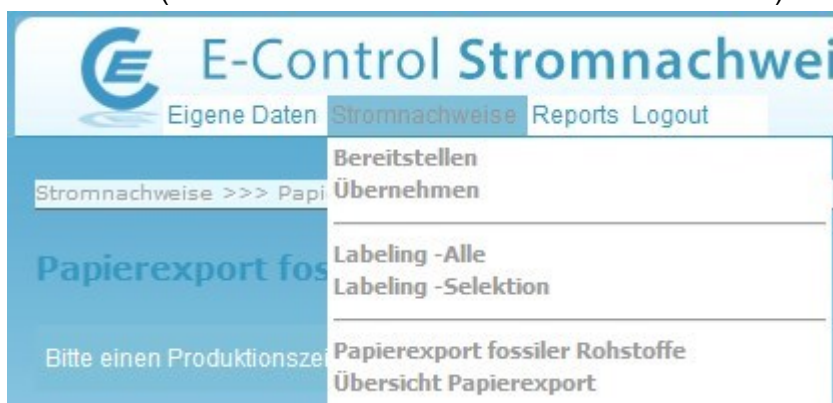 E-Control Stromnachwei
Eigene Daten Stromnachweise Reports Logout
Bereitstellen
Stromnachweise >>> Papi
Übernehmen
Labeling -Alle
Papierexport fos
Labeling -Selektion
Bitte einen Produktionszei
Papierexport fossiler Rohstoffe
Übersicht Papierexport